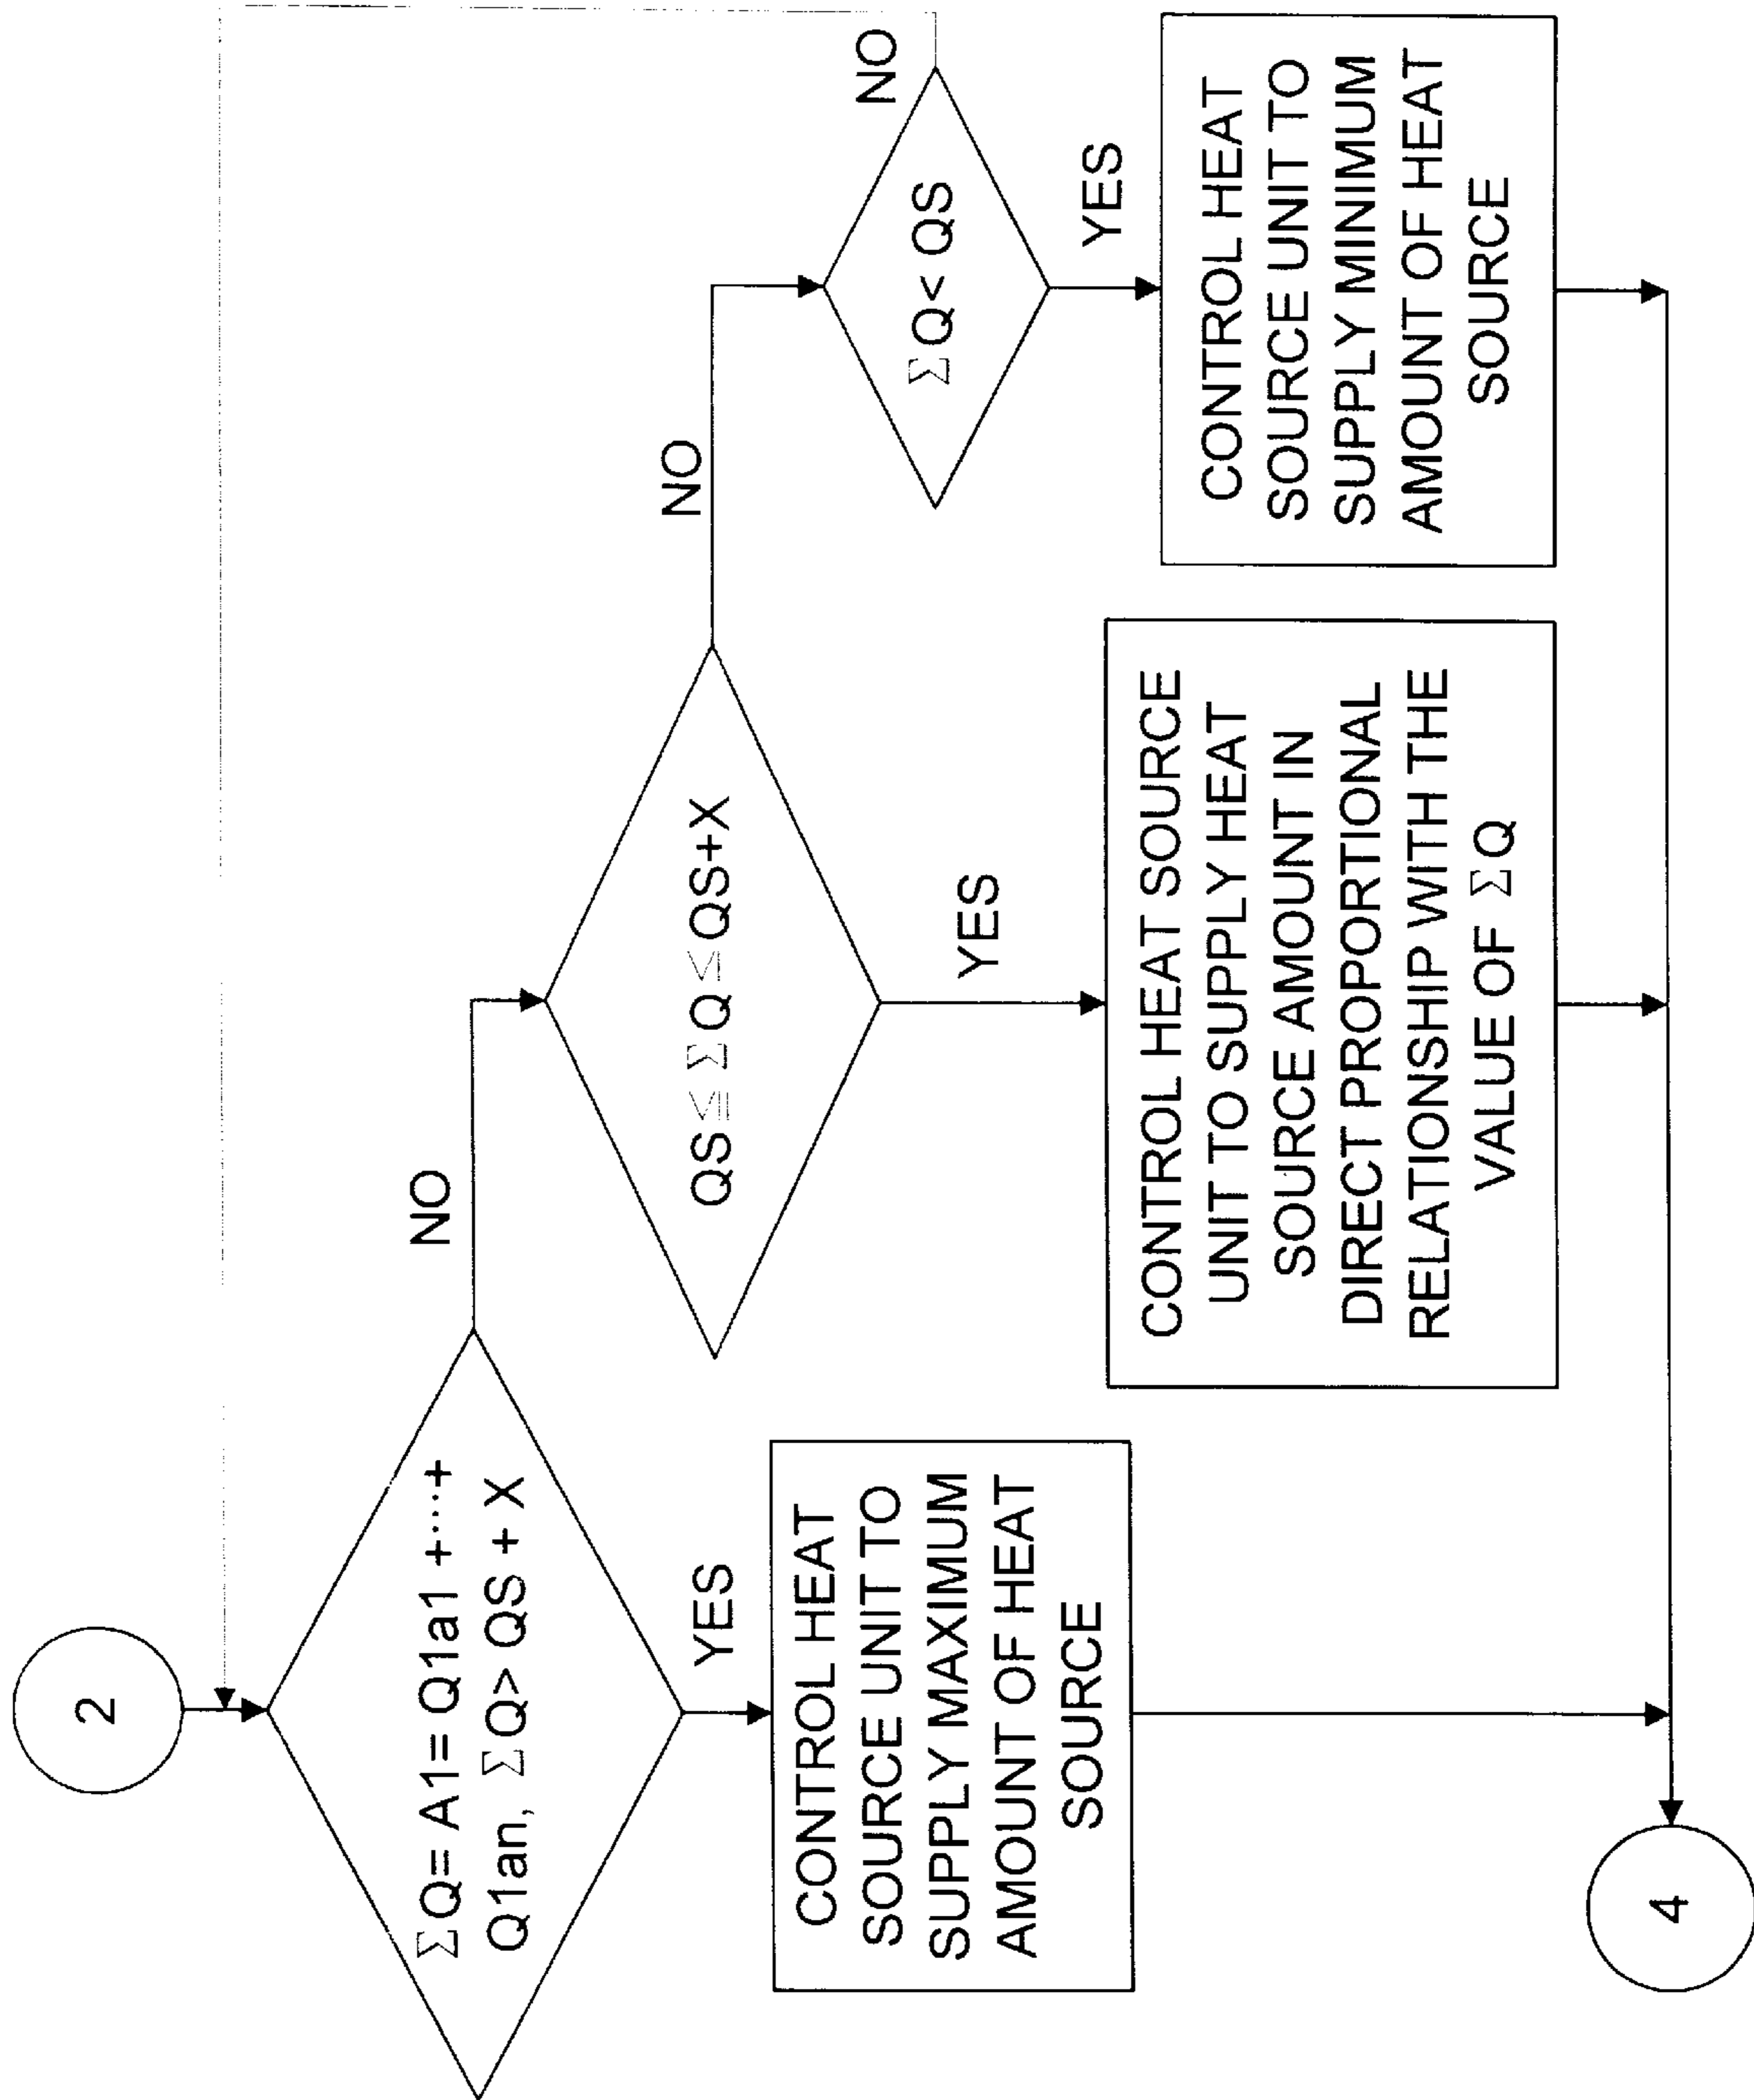 2
ΣQ= A1= Q1a1 +····+
Q1an, ΣQ> QS + X
NO
YES
CONTROL HEAT
SOURCE UNIT TO
SUPPLY MAXIMUM
AMOUNT OF HEAT
SOURCE
QS≦ΣQ≦QS+X
NO
YES
CONTROL HEAT SOURCE
UNIT TO SUPPLY HEAT
SOURCE AMOUNT IN
DIRECT PROPORTIONAL
RELATIONSHIP WITH THE
VALUE OF ΣQ
ΣQ< QS
NO
YES
CONTROL HEAT
SOURCE UNIT TO
SUPPLY MINIMUM
AMOUNT OF HEAT
SOURCE
4